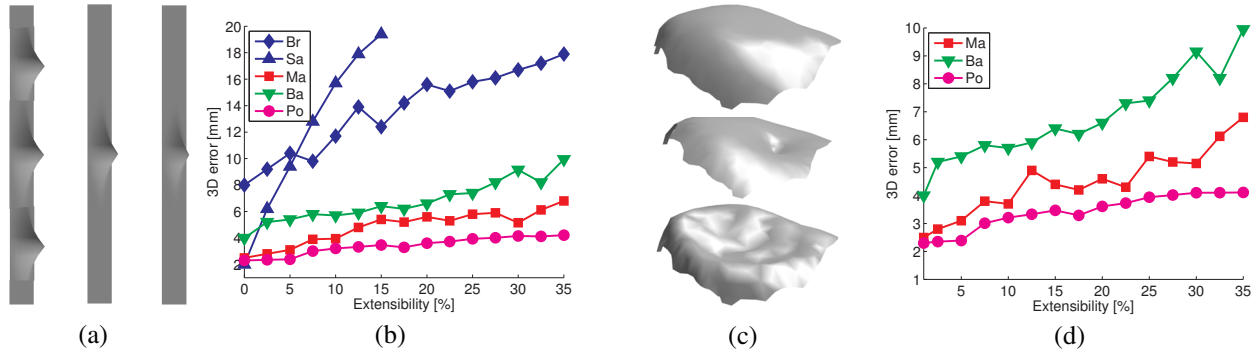 Br
Sa
Ma
Ba
Po
20
18
16
14
12
10
8
6
4
2
3D error [mm]
0 5 10 15 20 25 30 35
Extensibility [%]
Ma
Ba
Po
10
9
8
7
6
5
4
3
2
1
3D error [mm]
5 10 15 20 25 30 35
Extensibility [%]
(a) (b) (c) (d)